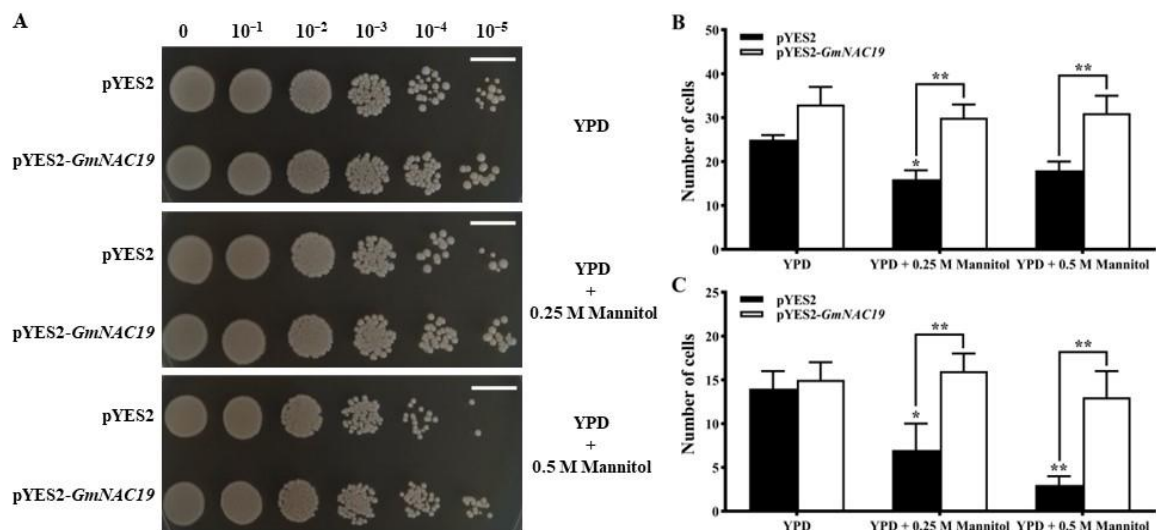 A
0 10⁻¹ 10⁻² 10⁻³ 10⁻⁴ 10⁻⁵
pYES2
pYES2-GmNAC19
YPD
pYES2
pYES2-GmNAC19
YPD
+
0.25 M Mannitol
pYES2
pYES2-GmNAC19
YPD
+
0.5 M Mannitol
B
pYES2
pYES2-GmNAC19
Number of cells
50
40
30
20
10
0
*
**
**
YPD YPD + 0.25 M Mannitol YPD + 0.5 M Mannitol
C
pYES2
pYES2-GmNAC19
Number of cells
25
20
15
10
5
0
*
**
**
**
YPD YPD + 0.25 M Mannitol YPD + 0.5 M Mannitol